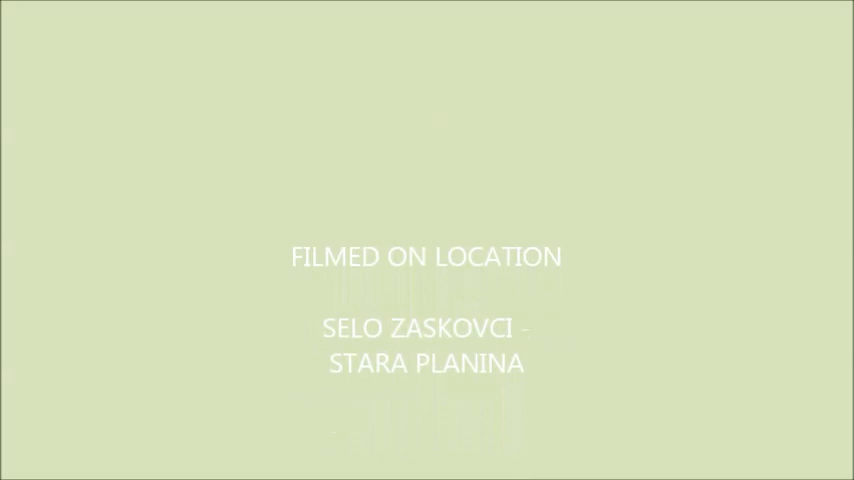 FILMED ON LOCATION
SELO ZASKOVCI -
STARA PLANINA